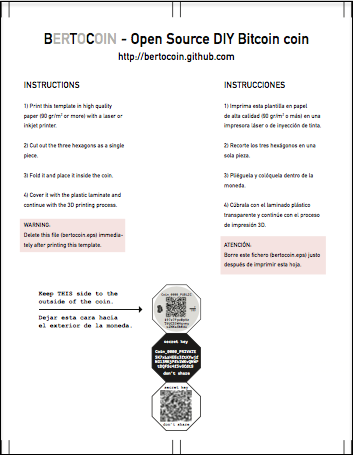 BERTOCOIN - Open Source DIY Bitcoin coin
http://bertocoin.github.com
INSTRUCTIONS
1) Print this template in high quality
paper (90 gr/m² o more) with a laser or
inkjet printer.
2) Cut out the three hexagons as a single
piece.
3) Fold it and place it inside the coin.
4) Cover it with the plastic laminate and
continue with the 3D printing process.
WARNING:
Delete this file (bertocoin.eps) immedia-
tely after printing this template.
INSTRUCCIONES
1) Imprima esta plantilla en papel
de alta calidad (90 gr/m² o más) en una
impresora láser o de inyección de tinta.
2) Recorte los tres hexágonos en una
sola pieza.
3) Pliéguela y colóquela dentro de la
moneda.
4) Cúbrala con el laminado plástico
transparente y continúe con el proceso
de impresión 3D.
ATENCIÓN:
Borre este fichero (bertocoin.eps) justo
después de imprimir esta hoja.
Keep THIS side to the
outside of the coin.
Dejar esta cara hacia
el exterior de la moneda.
Coin_0000_PUBLIC
secret key
Coin_0000_PRIVATE
don't share
secret key
don't share